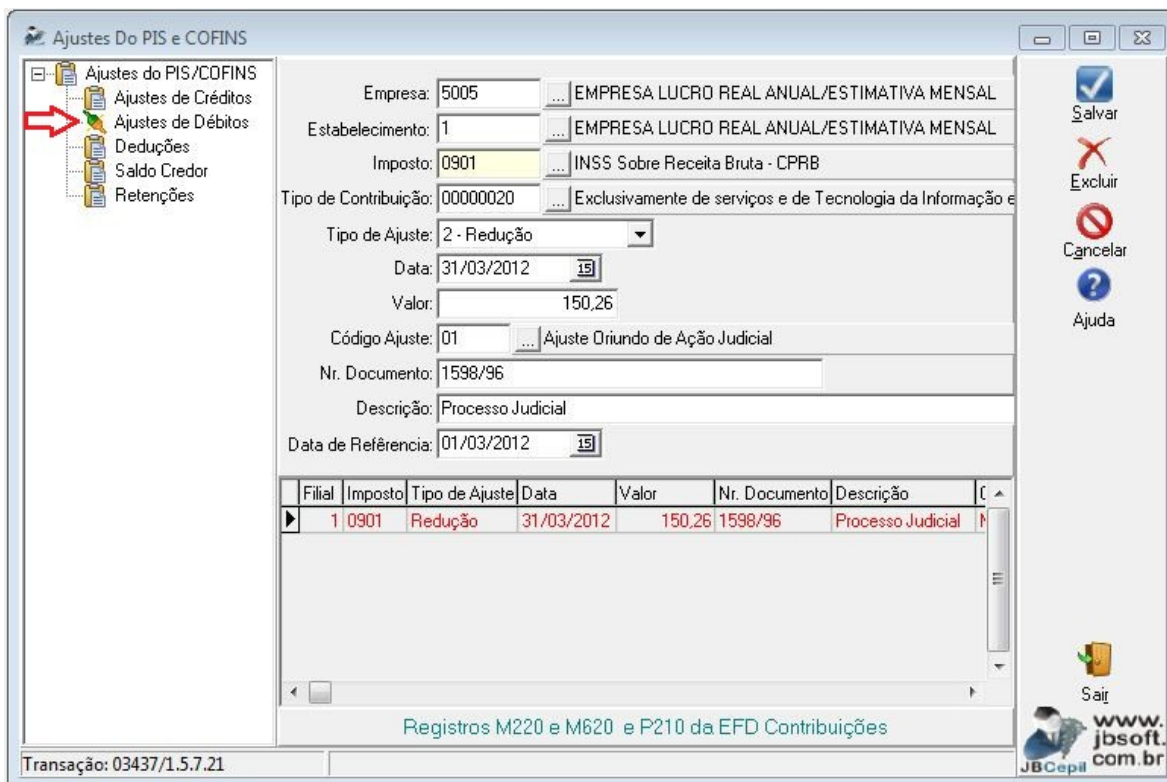 Ajustes Do PIS e COFINS
Ajustes do PIS/COFINS
Ajustes de Créditos
Ajustes de Débitos
Deduções
Saldo Credor
Retenções
Empresa: 5005 ... EMPRESA LUCRO REAL ANUAL/ESTIMATIVA MENSAL
Estabelecimento: 1 ... EMPRESA LUCRO REAL ANUAL/ESTIMATIVA MENSAL
Imposto: 0901 ... INSS Sobre Receita Bruta - CPRB
Tipo de Contribuição: 00000020 ... Exclusivamente de serviços e de Tecnologia da Informação e
Tipo de Ajuste: 2 - Redução
Data: 31/03/2012 15
Valor: 150,26
Código Ajuste: 01 ... Ajuste Oriundo de Ação Judicial
Nr. Documento: 1598/96
Descrição: Processo Judicial
Data de Refêrencia: 01/03/2012 15
Filial Imposto Tipo de Ajuste Data Valor Nr. Documento Descrição
1 0901 Redução 31/03/2012 150,26 1598/96 Processo Judicial
Registros M220 e M620 e P210 da EFD Contribuições
Salvar
Excluir
Cancelar
Ajuda
Sair
www.
jbsoft.
com.br
JBCepil
Transação: 03437/1.5.7.21